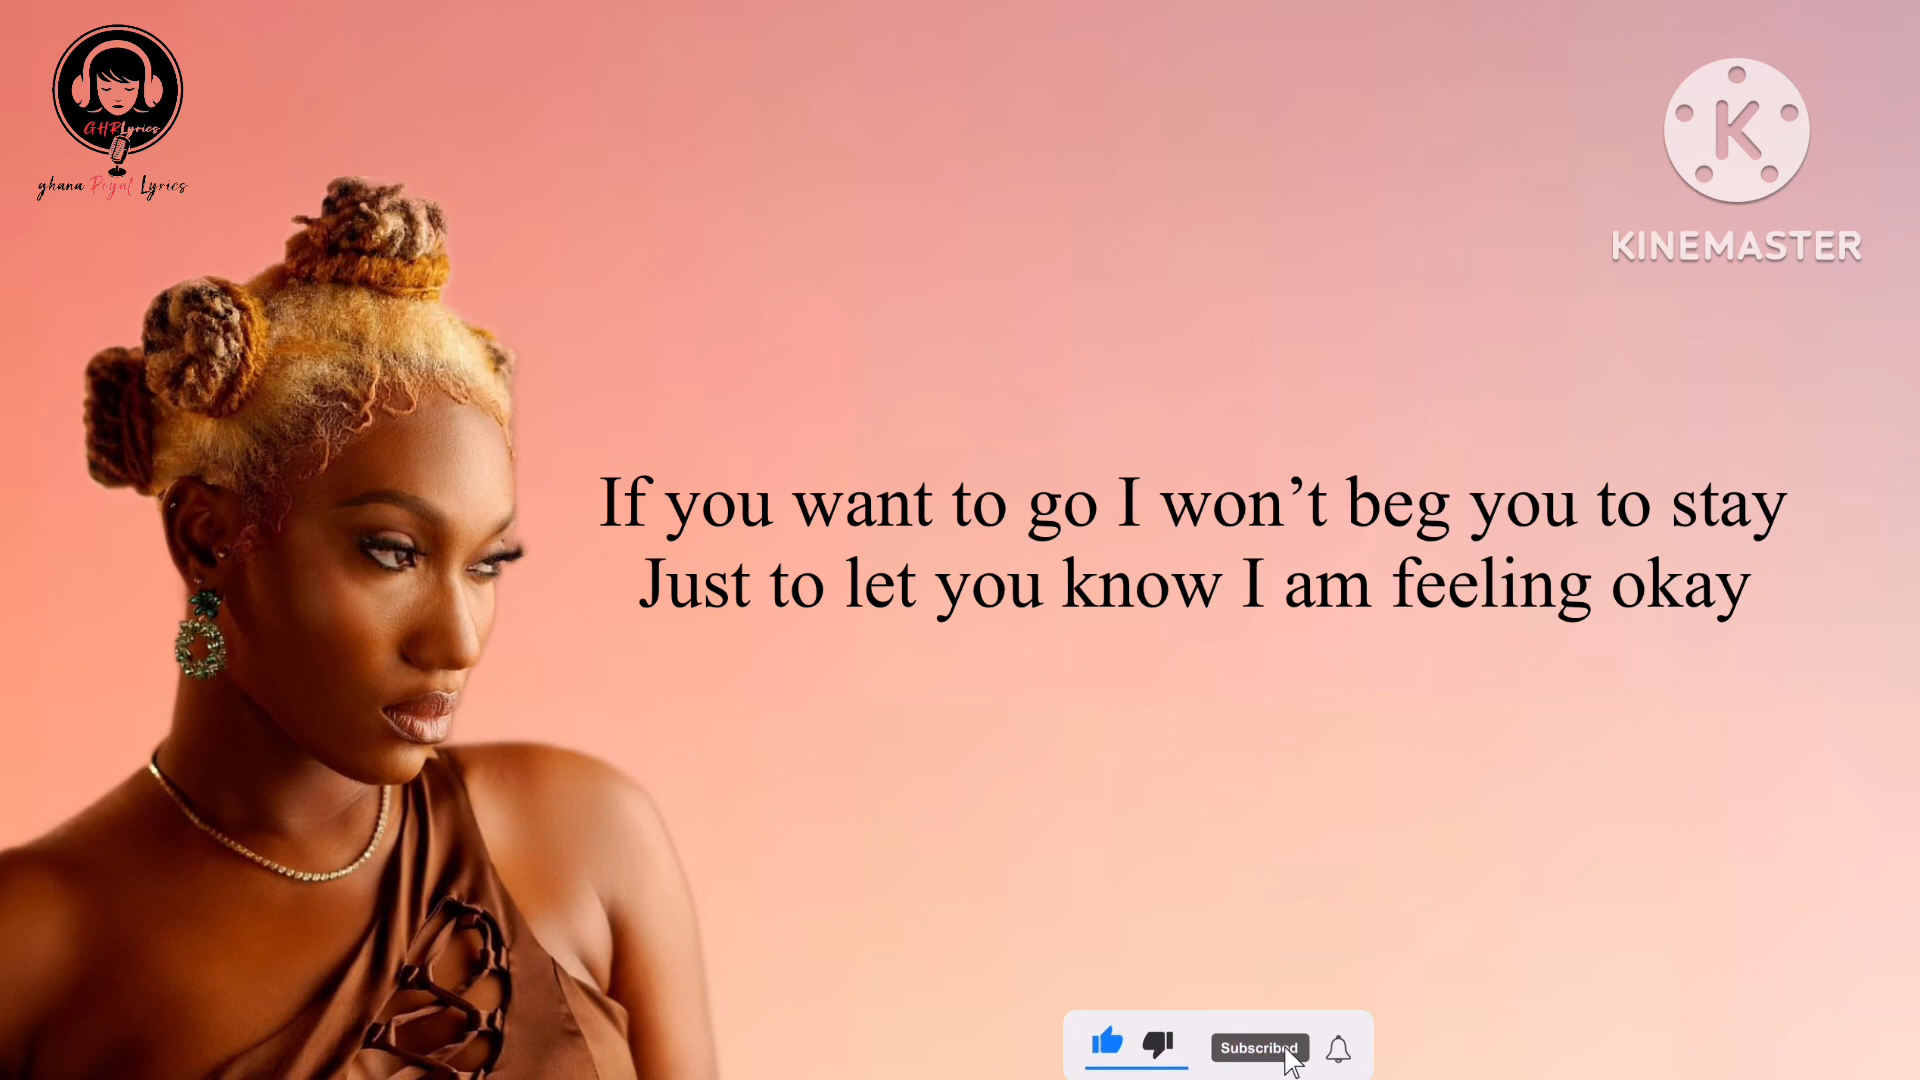 GHRLyrics
ghana Royal Lyrics
K
KINEMASTER
If you want to go I won’t beg you to stay
Just to let you know I am feeling okay
Subscribed